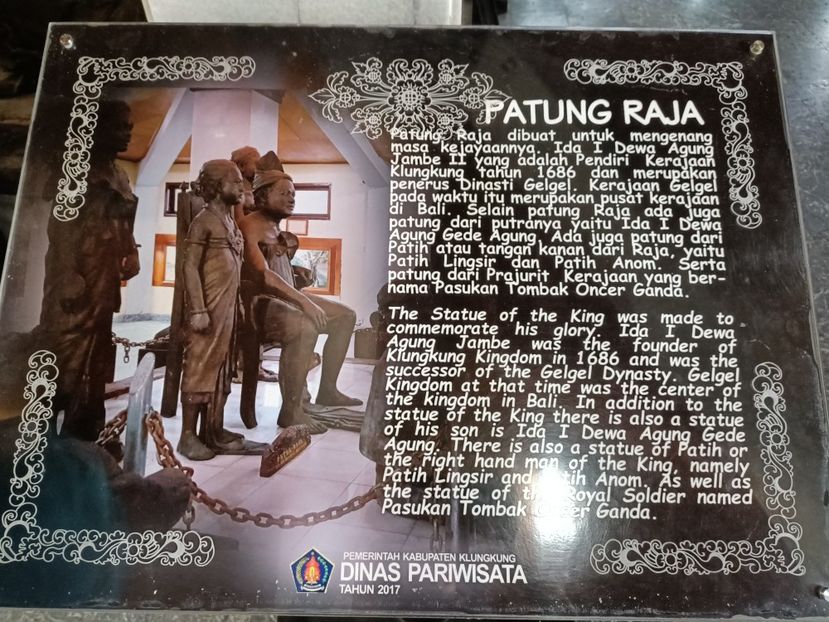 PATUNG RAJA
Patung Raja dibuat untuk mengenang
masa kejayaannya. Ida I Dewa Agung
Jambe II yang adalah Pendiri Kerajaan
Klungkung tahun 1686 dan merupakan
penerus Dinasti Gelgel. Kerajaan Gelgel
pada waktu itu merupakan pusat kerajaan
di Bali. Selain patung Raja ada juga
patung dari putranya yaitu Ida I Dewa
Agung Gede Agung. Ada juga patung dari
Patih atau tangan kanan dari Raja, yaitu
Patih Lingsir dan Patih Anom. Serta
patung dari Prajurit Kerajaan yang ber-
nama Pasukan Tombak Oncer Ganda.
The Statue of the King was made to
commemorate his glory. Ida I Dewa
Agung Jambe was the founder of
Klungkung Kingdom in 1686 and was the
successor of the Gelgel Dynasty. Gelgel
Kingdom at that time was the center of
the kingdom in Bali. In addition to the
statue of the King there is also a statue
of his son is Ida I Dewa Agung Gede
Agung. There is also a statue of Patih or
the right hand man of the King, namely
Patih Lingsir and Patih Anom. As well as
the statue of the Royal Soldier named
Pasukan Tombak Oncer Ganda.
PEMERINTAH KABUPATEN KLUNGKUNG
DINAS PARIWISATA
TAHUN 2017